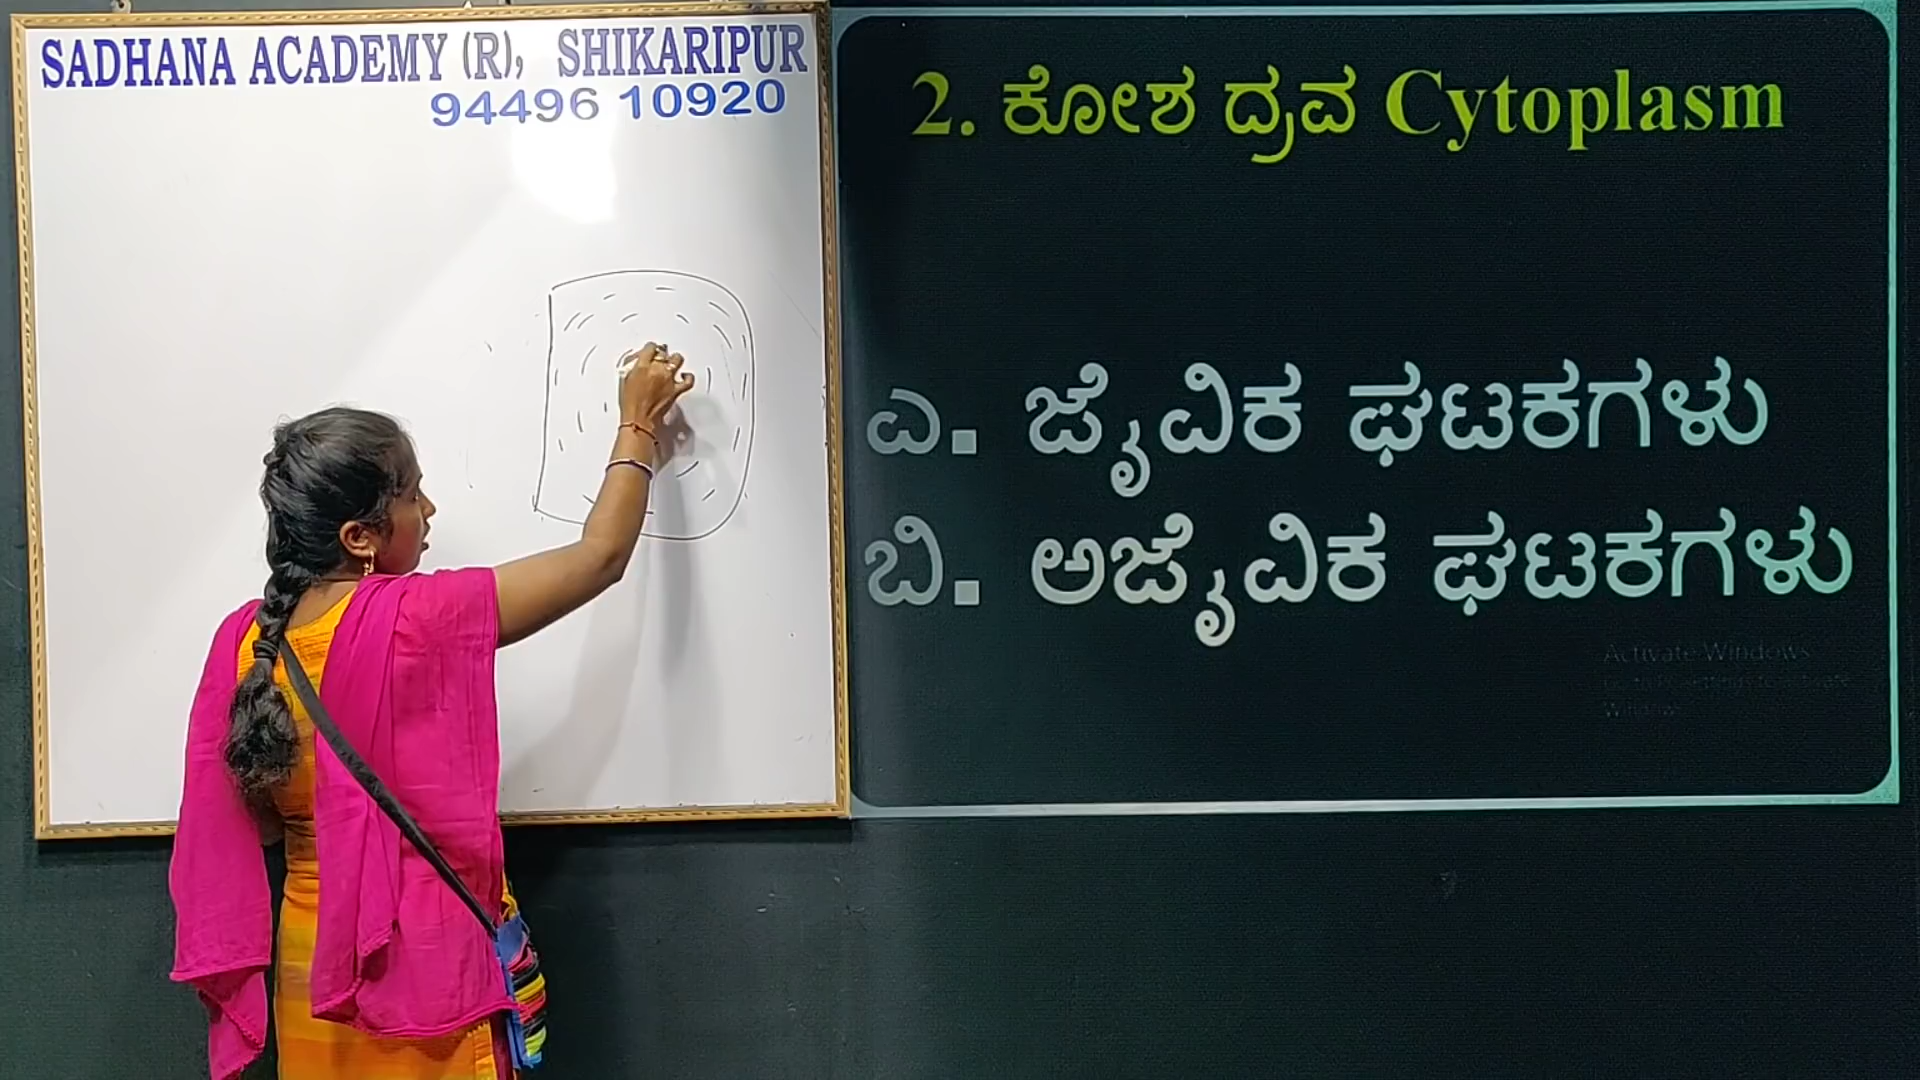 SADHANA ACADEMY (R), SHIKARIPUR
94496 10920
2. ಕೋಶ ದ್ರವ Cytoplasm
ಎ. ಜೈವಿಕ ಘಟಕಗಳು
ಬಿ. ಅಜೈವಿಕ ಘಟಕಗಳು
Activate Windows